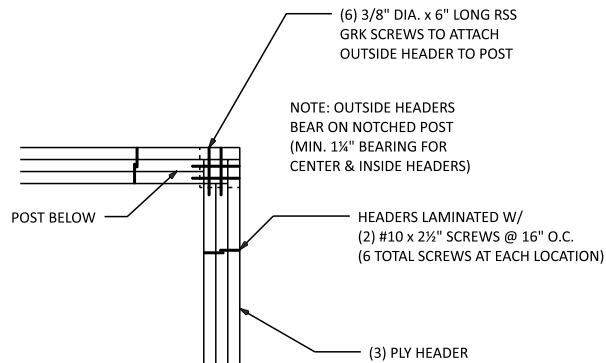 (6) 3/8" DIA. x 6" LONG RSS
GRK SCREWS TO ATTACH
OUTSIDE HEADER TO POST
NOTE: OUTSIDE HEADERS
BEAR ON NOTCHED POST
(MIN. 1¼" BEARING FOR
CENTER & INSIDE HEADERS)
POST BELOW
HEADERS LAMINATED W/
(2) #10 x 2½" SCREWS @ 16" O.C.
(6 TOTAL SCREWS AT EACH LOCATION)
(3) PLY HEADER